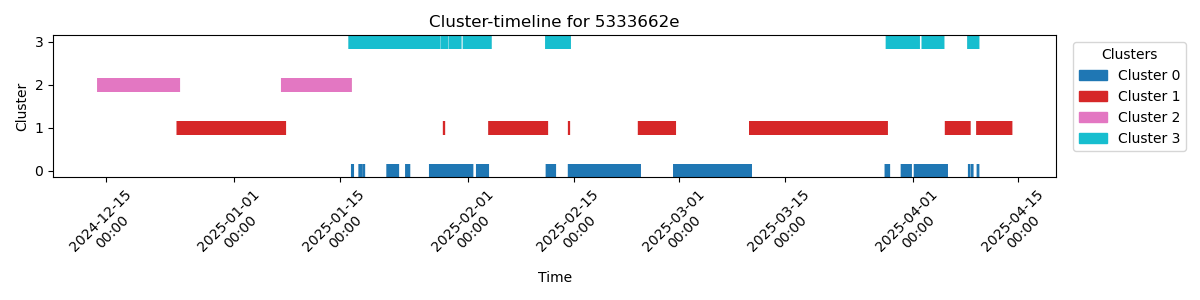 Cluster-timeline for 5333662e
Cluster
3
2
1
0
2024-12-15
00:00
2025-01-01
00:00
2025-01-15
00:00
2025-02-01
00:00
2025-02-15
00:00
2025-03-01
00:00
2025-03-15
00:00
2025-04-01
00:00
2025-04-15
00:00
Time
Clusters
Cluster 0
Cluster 1
Cluster 2
Cluster 3